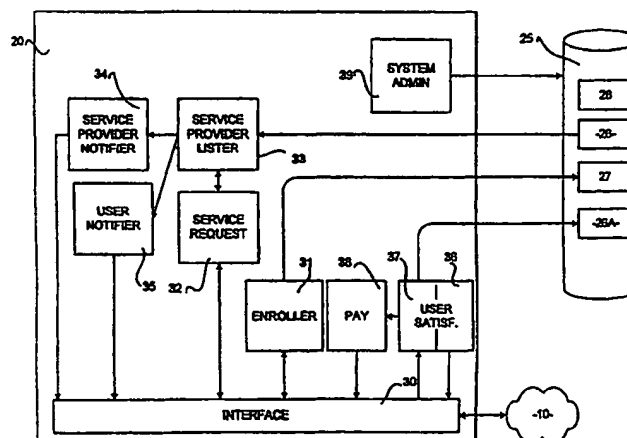 20
34
SERVICE
PROVIDER
NOTIFIER
SERVICE
PROVIDER
LISTER
33
SYSTEM
ADMIN
39
25
28
-26-
27
-26A-
USER
NOTIFIER
35
SERVICE
REQUEST
32
31
ENROLLER
38
PAY
37
36
USER
SATISF.
30
INTERFACE
-10-